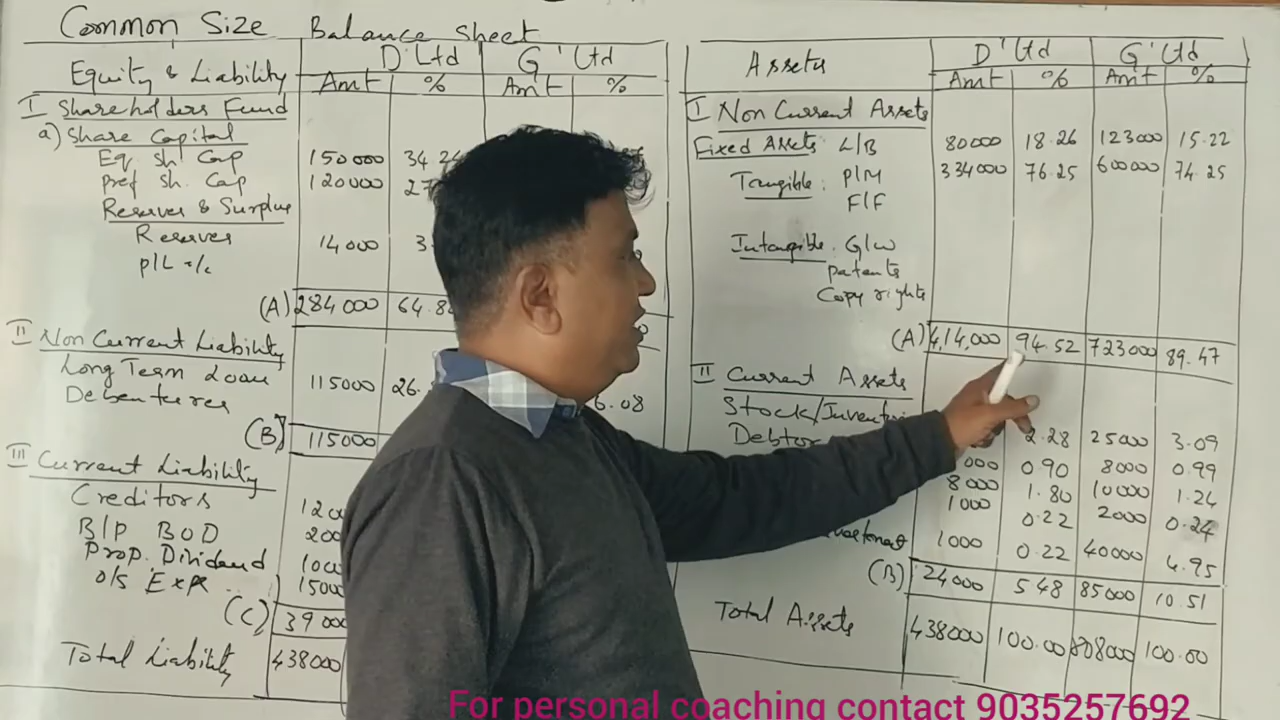 Common Size Balance Sheet
Equity & Liability D' Ltd G' Ltd
Amt % Amt %
I Shareholders Fund
a) Share Capital
Eq. sh. Cap 150000
Pref sh. Cap 120000
Reserves & Surplus
Reserves 14000
P/L a/c
(A) 284000
II Non Current Liability
Long Term Loan 115000
Debentures 6.08
(B) 115000
III Current Liability
Creditors
B/P BOD
Prop. Dividend
o/s Exp
(C) 39000
Total Liability 438000
Assets D' Ltd G' Ltd
Amt % Amt %
I Non Current Assets
Fixed Assets: L/B 80000 18.26 123000 15.22
Tangible: P/M 334000 76.25 600000 74.25
F/F
Intangible: G/w
patents
Copy rights
(A) 4,14,000 94.52 723000 89.47
II Current Assets
Stock/
2.28 25000 3.09
0.90 8000 0.99
8000 1.80 10000 1.24
1000 0.22 2000 0.24
1000 0.22 40000 4.95
(B) 24000 5.48 85000 10.51
Total Assets 438000 100.00 808000 100.00
For personal coaching contact 9035257692